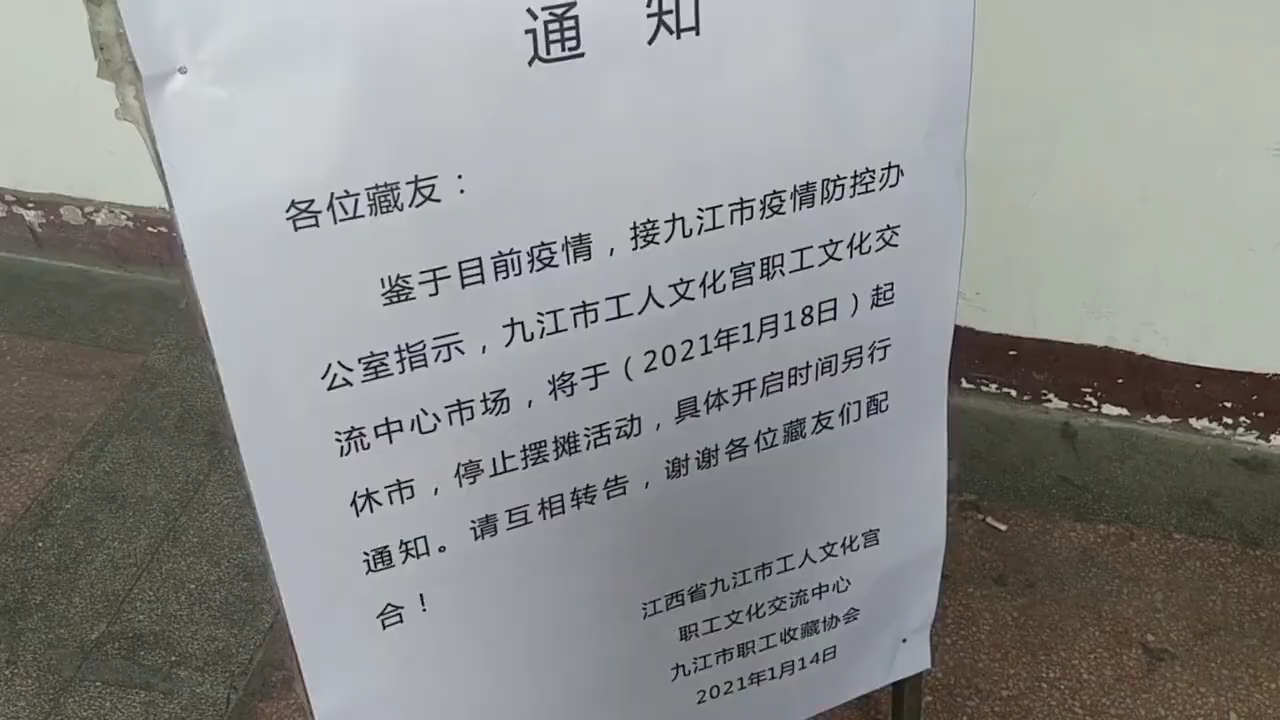 通 知
各位藏友：
鉴于目前疫情，接九江市疫情防控办
公室指示，九江市工人文化宫职工文化交
流中心市场，将于（2021年1月18日）起
休市，停止摆摊活动，具体开启时间另行
通知。请互相转告，谢谢各位藏友们配
合！
江西省九江市工人文化宫
职工文化交流中心
九江市职工收藏协会
2021年1月14日